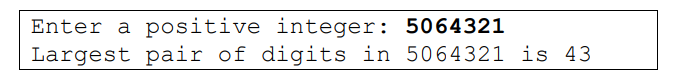 Enter a positive integer: 5064321
Largest pair of digits in 5064321 is 43